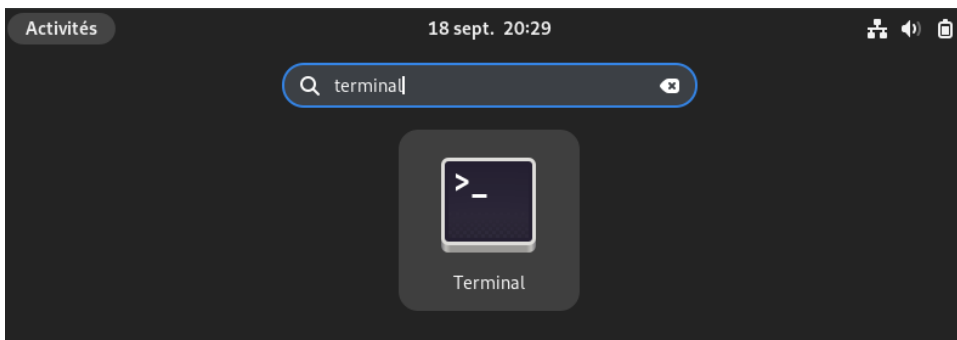 Activités
18 sept. 20:29
terminal
>_
Terminal